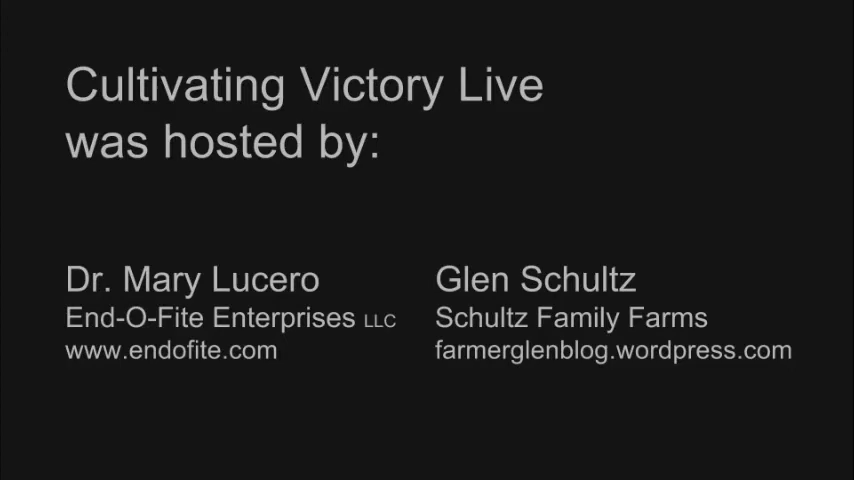 Cultivating Victory Live
was hosted by:
Dr. Mary Lucero
End-O-Fite Enterprises LLC
www.endofite.com
Glen Schultz
Schultz Family Farms
farmerglenblog.wordpress.com